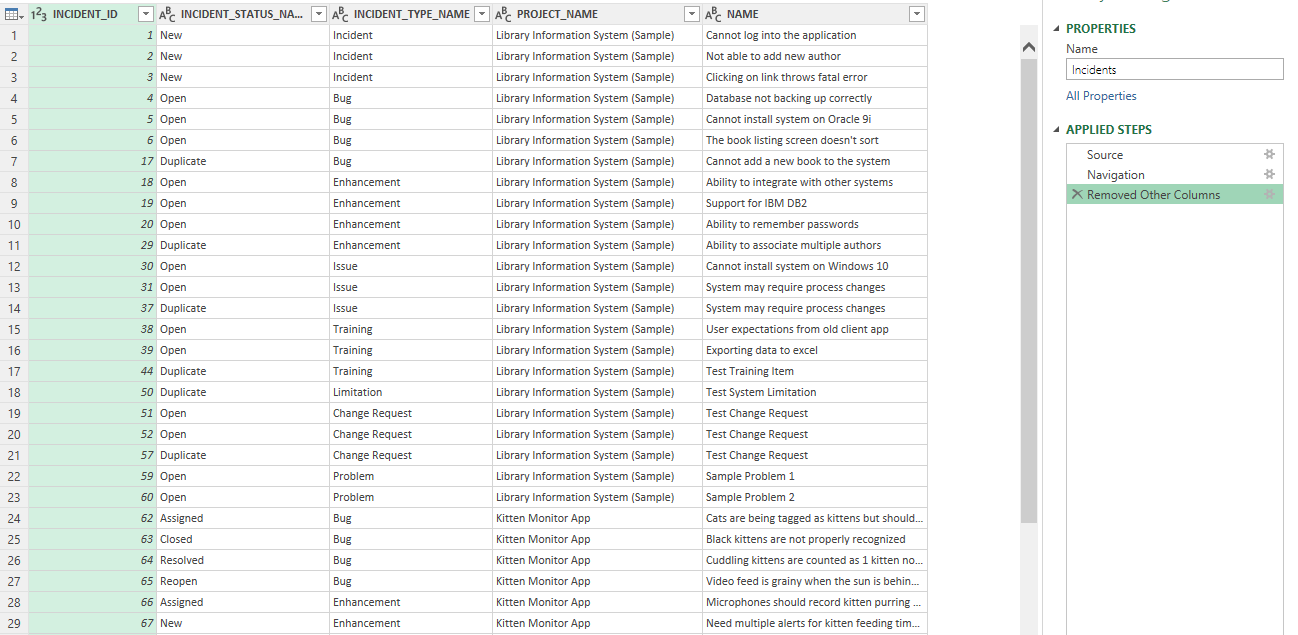 1²3 INCIDENT_ID AᴮC INCIDENT_STATUS_NA... AᴮC INCIDENT_TYPE_NAME AᴮC PROJECT_NAME AᴮC NAME
1 1 New Incident Library Information System (Sample) Cannot log into the application
2 2 New Incident Library Information System (Sample) Not able to add new author
3 3 New Incident Library Information System (Sample) Clicking on link throws fatal error
4 4 Open Bug Library Information System (Sample) Database not backing up correctly
5 5 Open Bug Library Information System (Sample) Cannot install system on Oracle 9i
6 6 Open Bug Library Information System (Sample) The book listing screen doesn't sort
7 17 Duplicate Bug Library Information System (Sample) Cannot add a new book to the system
8 18 Open Enhancement Library Information System (Sample) Ability to integrate with other systems
9 19 Open Enhancement Library Information System (Sample) Support for IBM DB2
10 20 Open Enhancement Library Information System (Sample) Ability to remember passwords
11 29 Duplicate Enhancement Library Information System (Sample) Ability to associate multiple authors
12 30 Open Issue Library Information System (Sample) Cannot install system on Windows 10
13 31 Open Issue Library Information System (Sample) System may require process changes
14 37 Duplicate Issue Library Information System (Sample) System may require process changes
15 38 Open Training Library Information System (Sample) User expectations from old client app
16 39 Open Training Library Information System (Sample) Exporting data to excel
17 44 Duplicate Training Library Information System (Sample) Test Training Item
18 50 Duplicate Limitation Library Information System (Sample) Test System Limitation
19 51 Open Change Request Library Information System (Sample) Test Change Request
20 52 Open Change Request Library Information System (Sample) Test Change Request
21 57 Duplicate Change Request Library Information System (Sample) Test Change Request
22 59 Open Problem Library Information System (Sample) Sample Problem 1
23 60 Open Problem Library Information System (Sample) Sample Problem 2
24 62 Assigned Bug Kitten Monitor App Cats are being tagged as kittens but should...
25 63 Closed Bug Kitten Monitor App Black kittens are not properly recognized
26 64 Resolved Bug Kitten Monitor App Cuddling kittens are counted as 1 kitten no...
27 65 Reopen Bug Kitten Monitor App Video feed is grainy when the sun is behin...
28 66 Assigned Enhancement Kitten Monitor App Microphones should record kitten purring ...
29 67 New Enhancement Kitten Monitor App Need multiple alerts for kitten feeding tim...
PROPERTIES
Name
Incidents
All Properties
APPLIED STEPS
Source
Navigation
Removed Other Columns